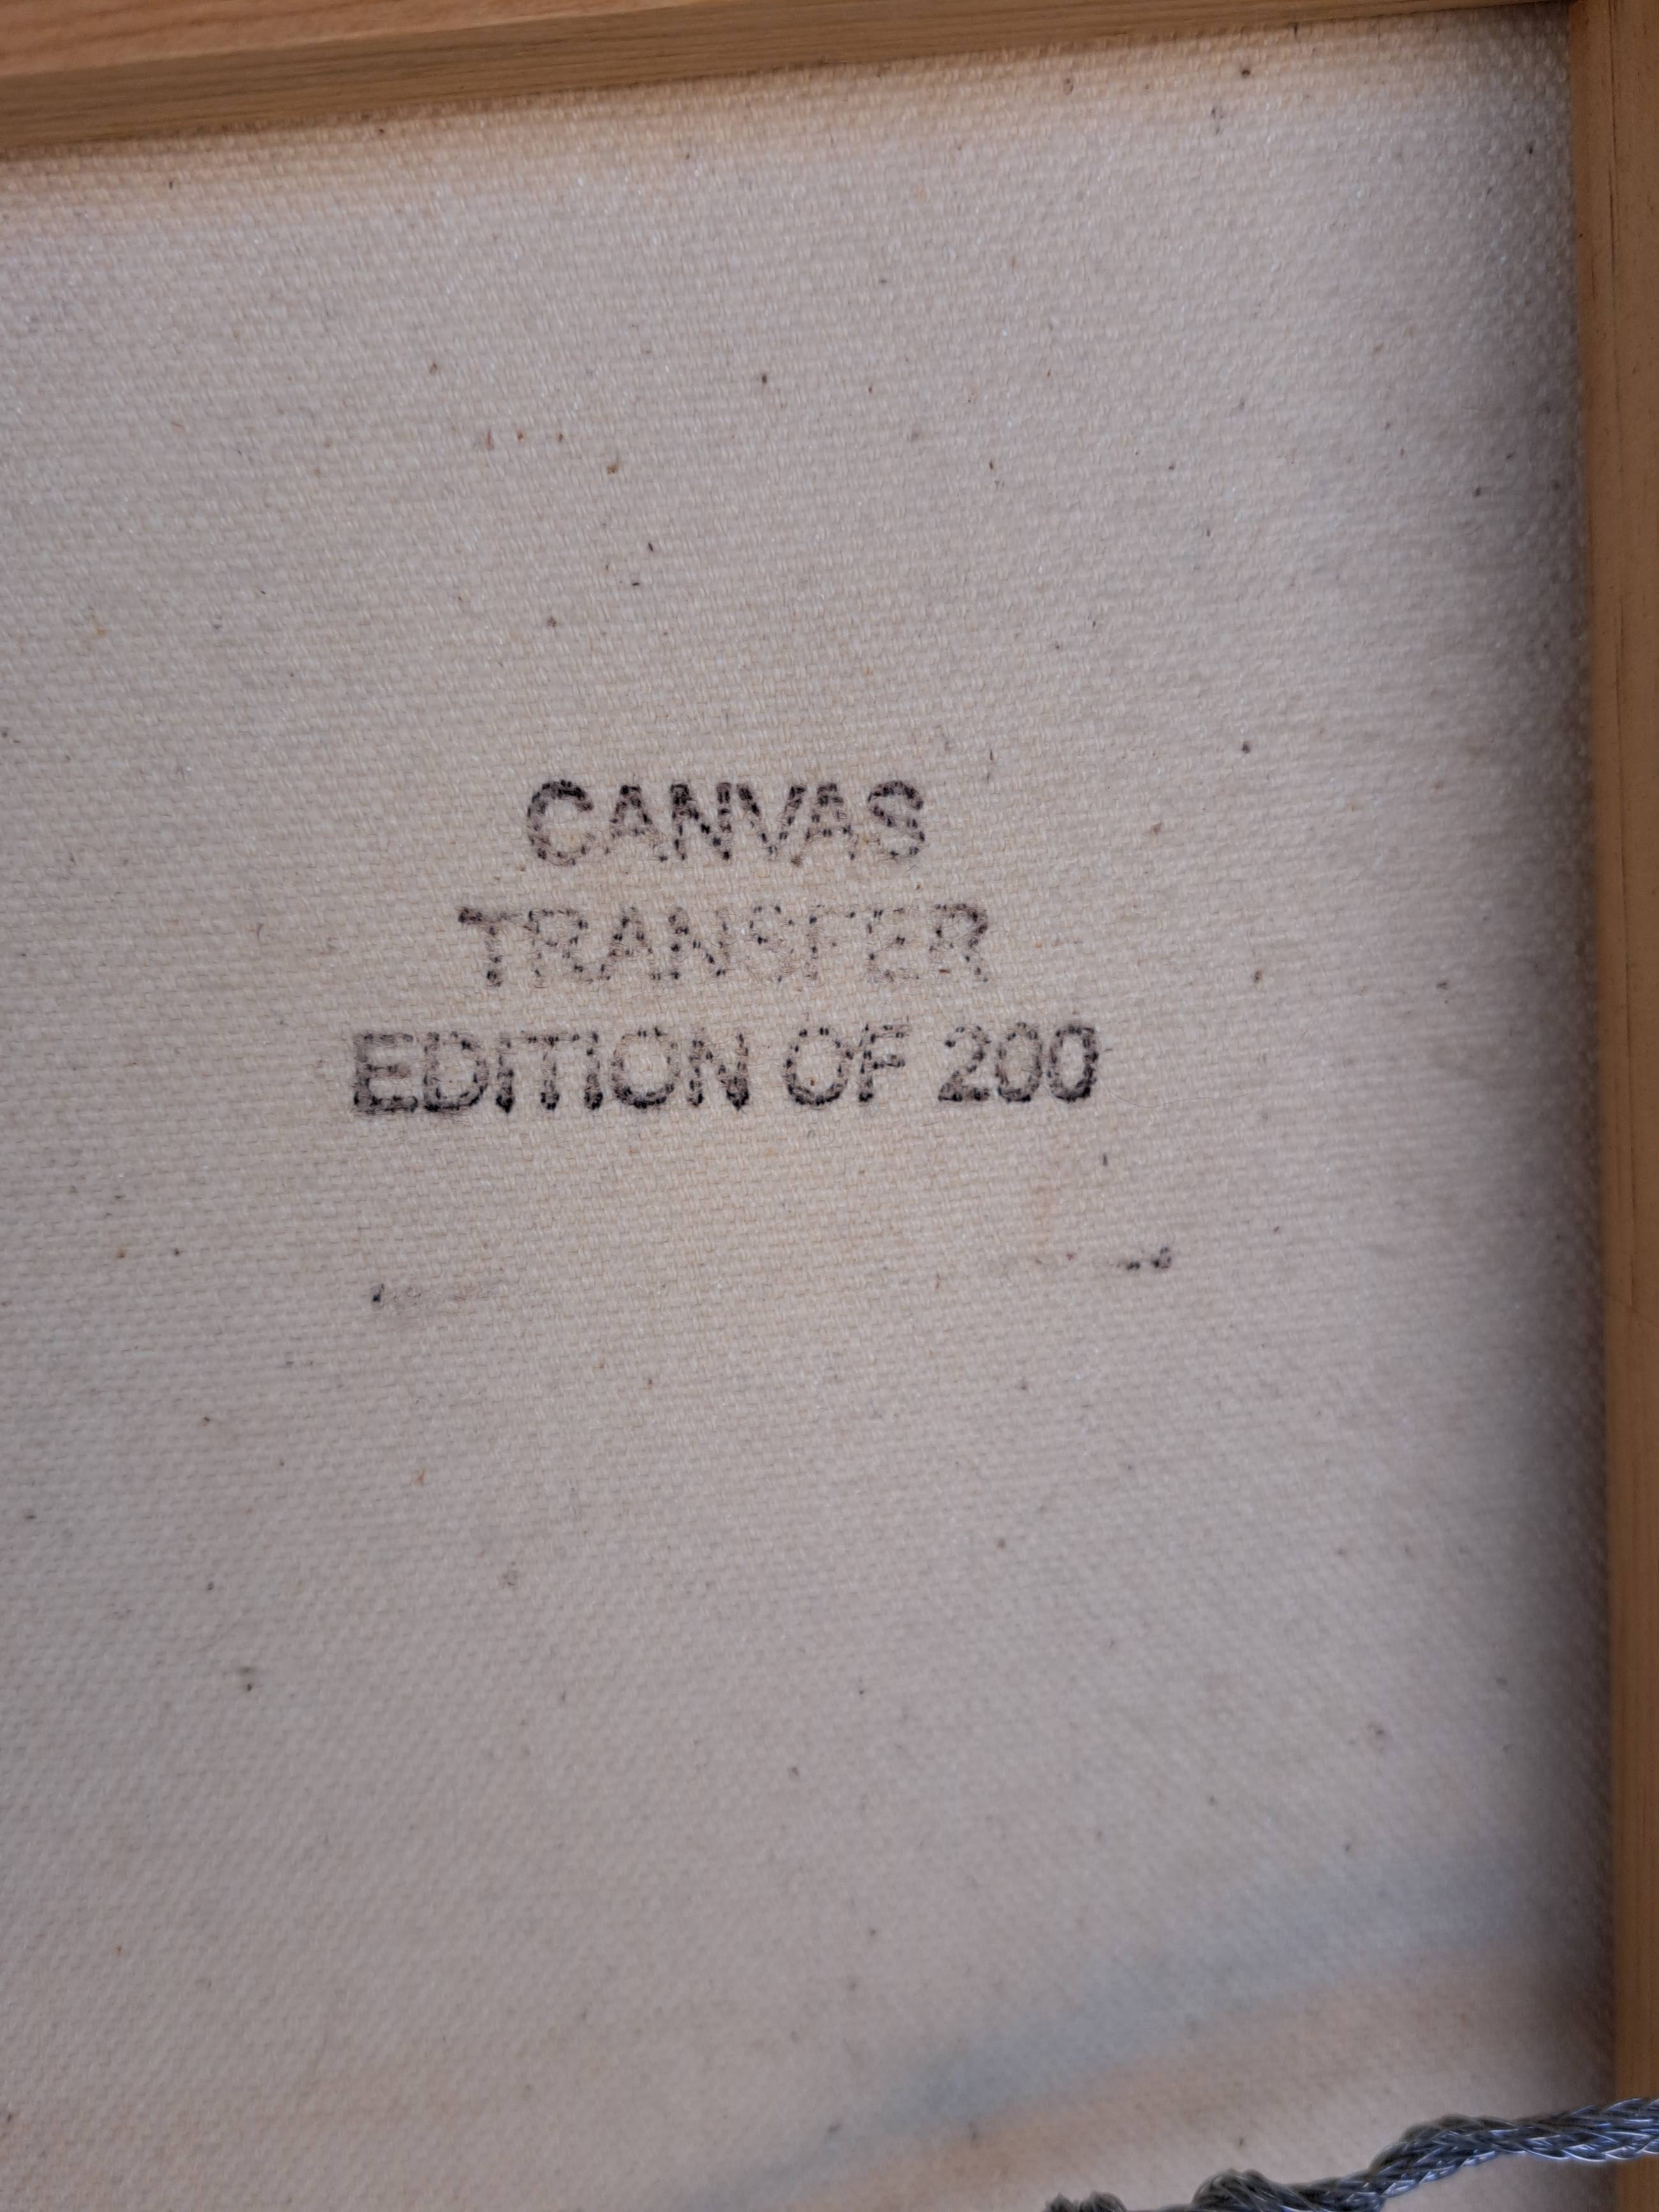 CANVAS
TRANSFER
EDITION OF 200